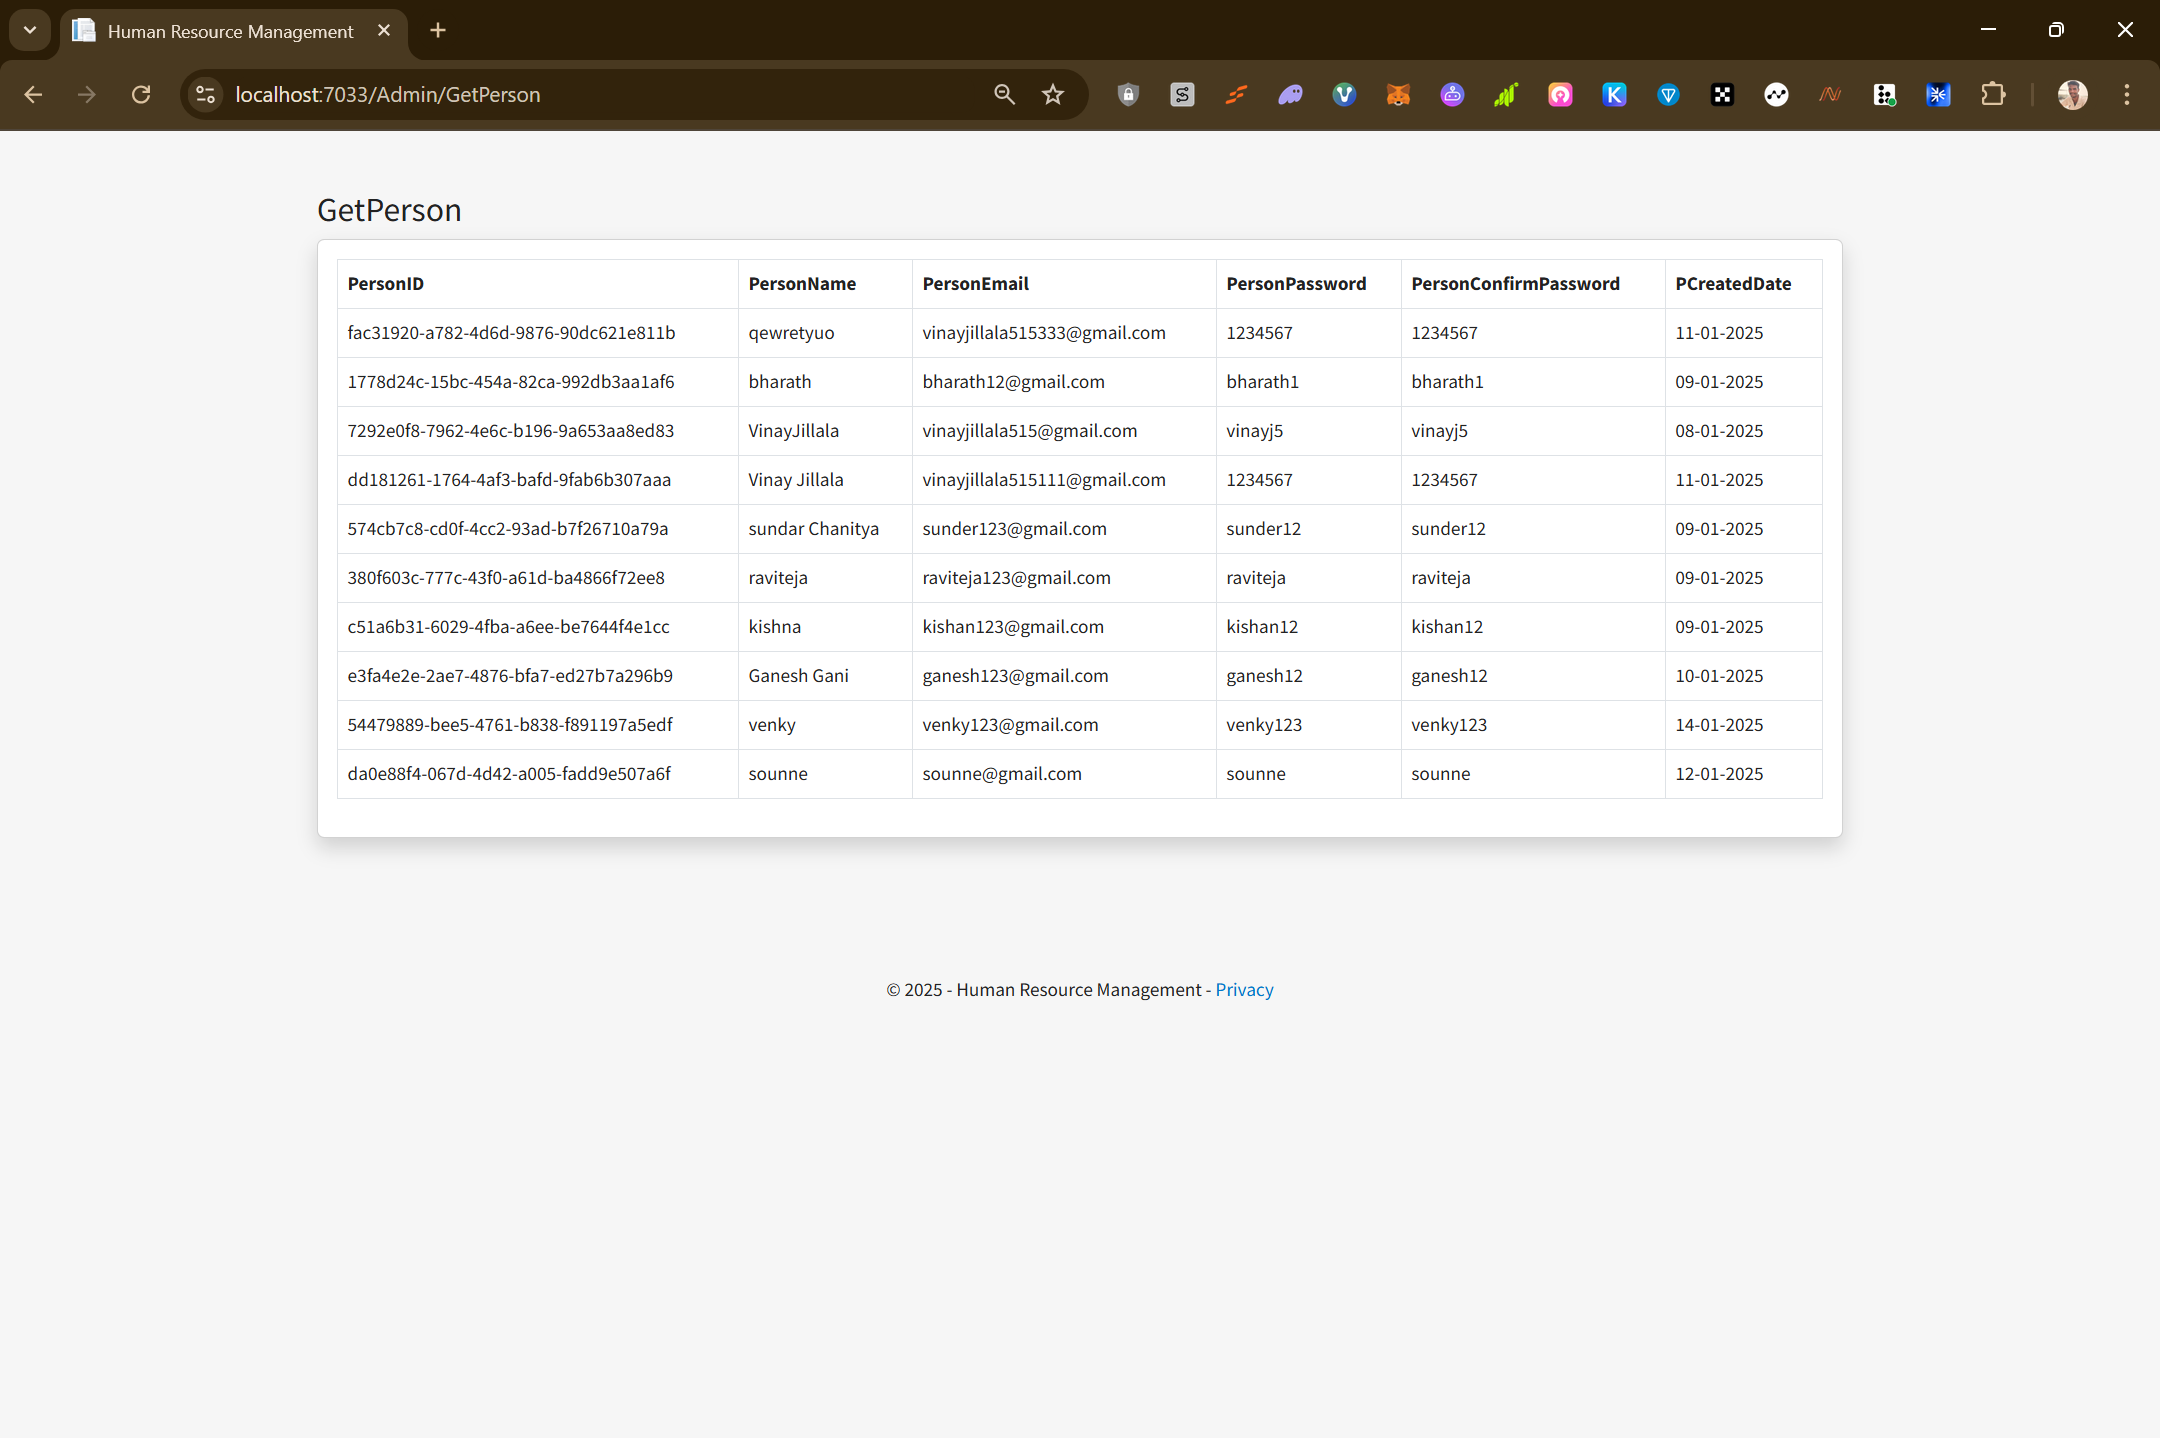 Human Resource Management
localhost:7033/Admin/GetPerson
GetPerson
PersonID PersonName PersonEmail PersonPassword PersonConfirmPassword PCreatedDate
fac31920-a782-4d6d-9876-90dc621e811b qewretyuo vinayjillala515333@gmail.com 1234567 1234567 11-01-2025
1778d24c-15bc-454a-82ca-992db3aa1af6 bharath bharath12@gmail.com bharath1 bharath1 09-01-2025
7292e0f8-7962-4e6c-b196-9a653aa8ed83 VinayJillala vinayjillala515@gmail.com vinayj5 vinayj5 08-01-2025
dd181261-1764-4af3-bafd-9fab6b307aaa Vinay Jillala vinayjillala515111@gmail.com 1234567 1234567 11-01-2025
574cb7c8-cd0f-4cc2-93ad-b7f26710a79a sundar Chanitya sunder123@gmail.com sunder12 sunder12 09-01-2025
380f603c-777c-43f0-a61d-ba4866f72ee8 raviteja raviteja123@gmail.com raviteja raviteja 09-01-2025
c51a6b31-6029-4fba-a6ee-be7644f4e1cc kishna kishan123@gmail.com kishan12 kishan12 09-01-2025
e3fa4e2e-2ae7-4876-bfa7-ed27b7a296b9 Ganesh Gani ganesh123@gmail.com ganesh12 ganesh12 10-01-2025
54479889-bee5-4761-b838-f891197a5edf venky venky123@gmail.com venky123 venky123 14-01-2025
da0e88f4-067d-4d42-a005-fadd9e507a6f sounne sounne@gmail.com sounne sounne 12-01-2025
© 2025 - Human Resource Management - Privacy